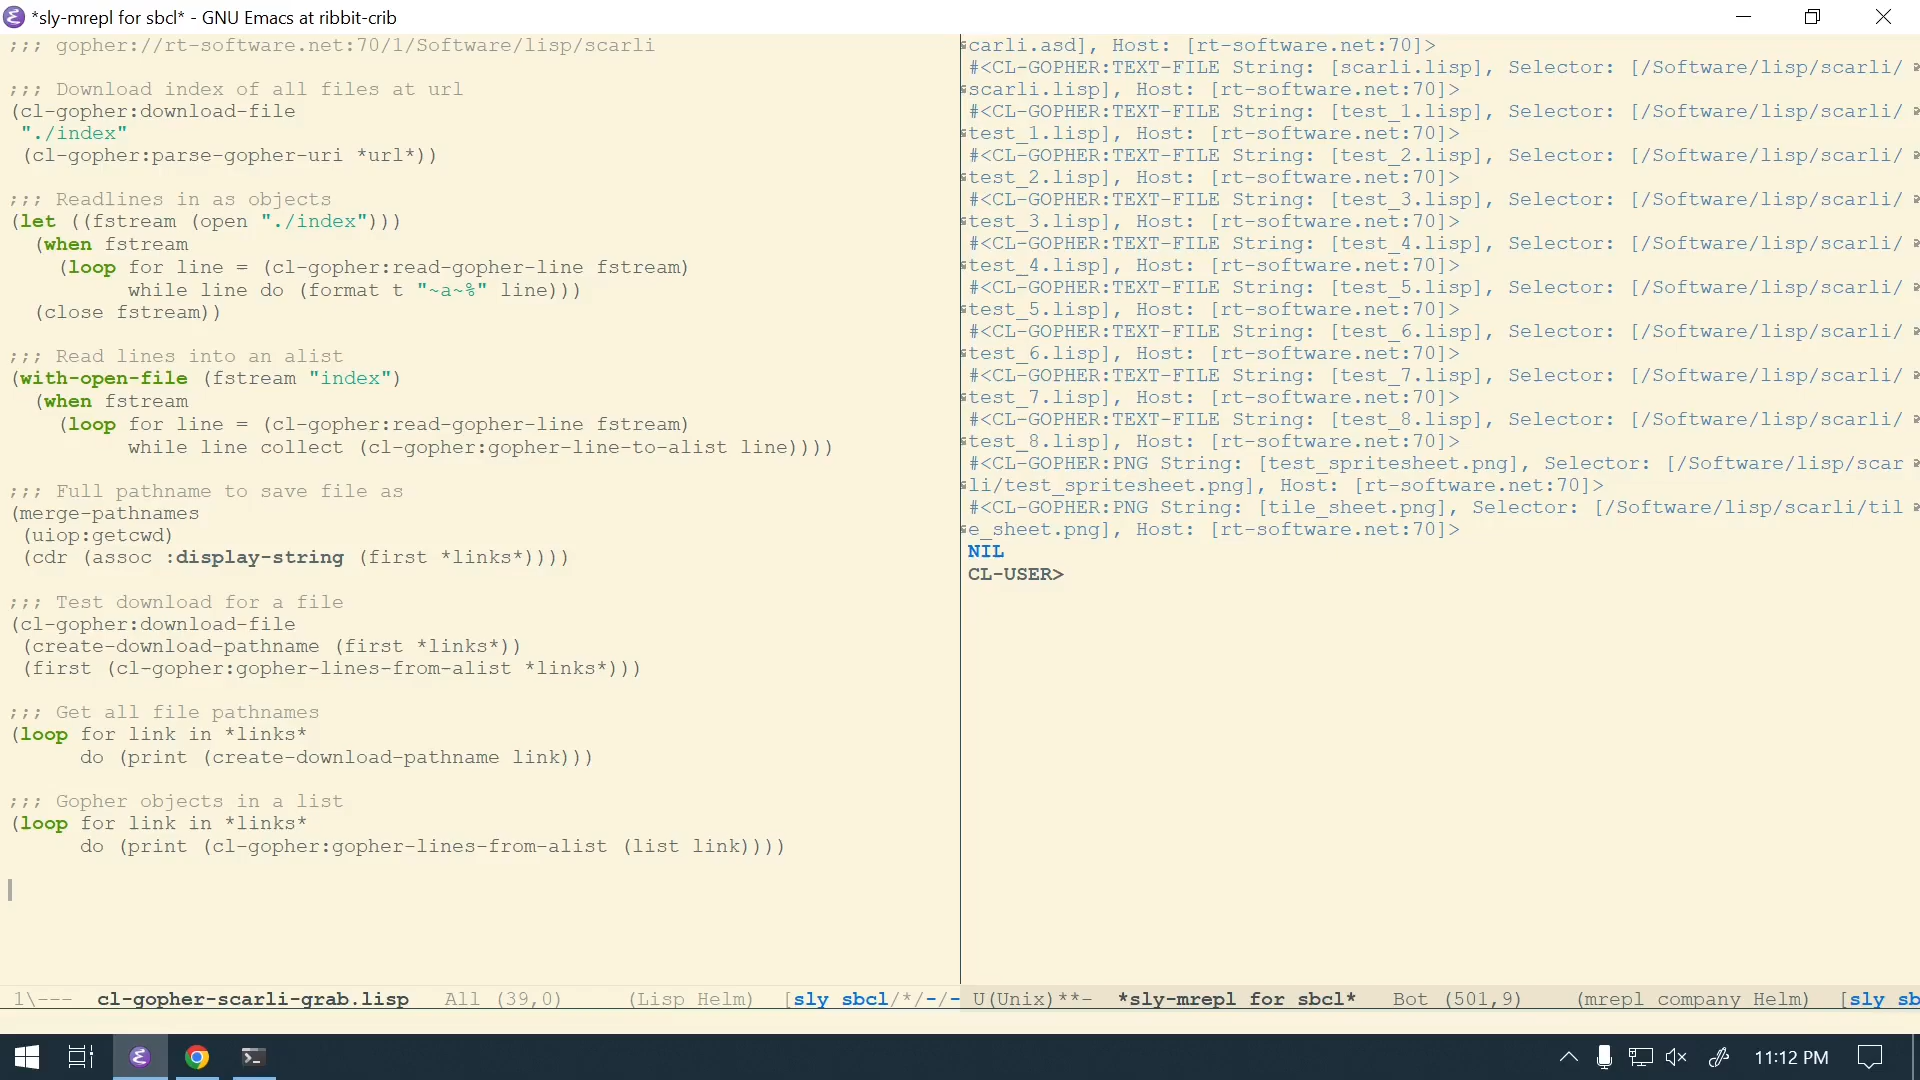 *sly-mrepl for sbcl* - GNU Emacs at ribbit-crib
;;; gopher://rt-software.net:70/1/Software/lisp/scarli
;;; Download index of all files at url
(cl-gopher:download-file
 "./index"
 (cl-gopher:parse-gopher-uri *url*))
;;; Readlines in as objects
(let ((fstream (open "./index")))
  (when fstream
    (loop for line = (cl-gopher:read-gopher-line fstream)
          while line do (format t "~a~%" line)))
  (close fstream))
;;; Read lines into an alist
(with-open-file (fstream "index")
  (when fstream
    (loop for line = (cl-gopher:read-gopher-line fstream)
          while line collect (cl-gopher:gopher-line-to-alist line))))
;;; Full pathname to save file as
(merge-pathnames
 (uiop:getcwd)
 (cdr (assoc :display-string (first *links*))))
;;; Test download for a file
(cl-gopher:download-file
 (create-download-pathname (first *links*))
 (first (cl-gopher:gopher-lines-from-alist *links*)))
;;; Get all file pathnames
(loop for link in *links*
      do (print (create-download-pathname link)))
;;; Gopher objects in a list
(loop for link in *links*
      do (print (cl-gopher:gopher-lines-from-alist (list link))))
1\--- cl-gopher-scarli-grab.lisp All (39,0) (Lisp Helm) [sly sbcl/*/-/-
carli.asd], Host: [rt-software.net:70]>
#<CL-GOPHER:TEXT-FILE String: [scarli.lisp], Selector: [/Software/lisp/scarli/
scarli.lisp], Host: [rt-software.net:70]>
#<CL-GOPHER:TEXT-FILE String: [test_1.lisp], Selector: [/Software/lisp/scarli/
test_1.lisp], Host: [rt-software.net:70]>
#<CL-GOPHER:TEXT-FILE String: [test_2.lisp], Selector: [/Software/lisp/scarli/
test_2.lisp], Host: [rt-software.net:70]>
#<CL-GOPHER:TEXT-FILE String: [test_3.lisp], Selector: [/Software/lisp/scarli/
test_3.lisp], Host: [rt-software.net:70]>
#<CL-GOPHER:TEXT-FILE String: [test_4.lisp], Selector: [/Software/lisp/scarli/
test_4.lisp], Host: [rt-software.net:70]>
#<CL-GOPHER:TEXT-FILE String: [test_5.lisp], Selector: [/Software/lisp/scarli/
test_5.lisp], Host: [rt-software.net:70]>
#<CL-GOPHER:TEXT-FILE String: [test_6.lisp], Selector: [/Software/lisp/scarli/
test_6.lisp], Host: [rt-software.net:70]>
#<CL-GOPHER:TEXT-FILE String: [test_7.lisp], Selector: [/Software/lisp/scarli/
test_7.lisp], Host: [rt-software.net:70]>
#<CL-GOPHER:TEXT-FILE String: [test_8.lisp], Selector: [/Software/lisp/scarli/
test_8.lisp], Host: [rt-software.net:70]>
#<CL-GOPHER:PNG String: [test_spritesheet.png], Selector: [/Software/lisp/scar
li/test_spritesheet.png], Host: [rt-software.net:70]>
#<CL-GOPHER:PNG String: [tile_sheet.png], Selector: [/Software/lisp/scarli/til
e_sheet.png], Host: [rt-software.net:70]>
NIL
CL-USER>
U(Unix)**- *sly-mrepl for sbcl* Bot (501,9) (mrepl company Helm) [sly sb
11:12 PM